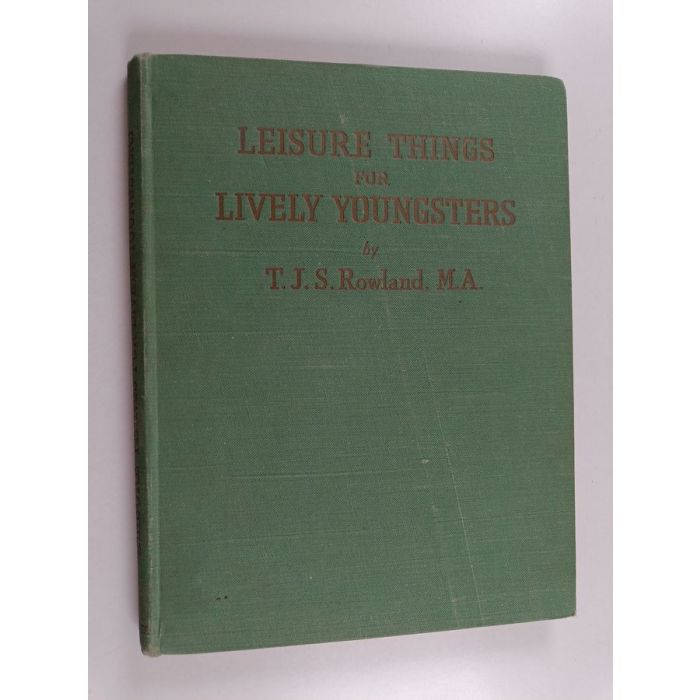 LEISURE THINGS
FOR
LIVELY YOUNGSTERS
by
T.J.S.Rowland. M.A.